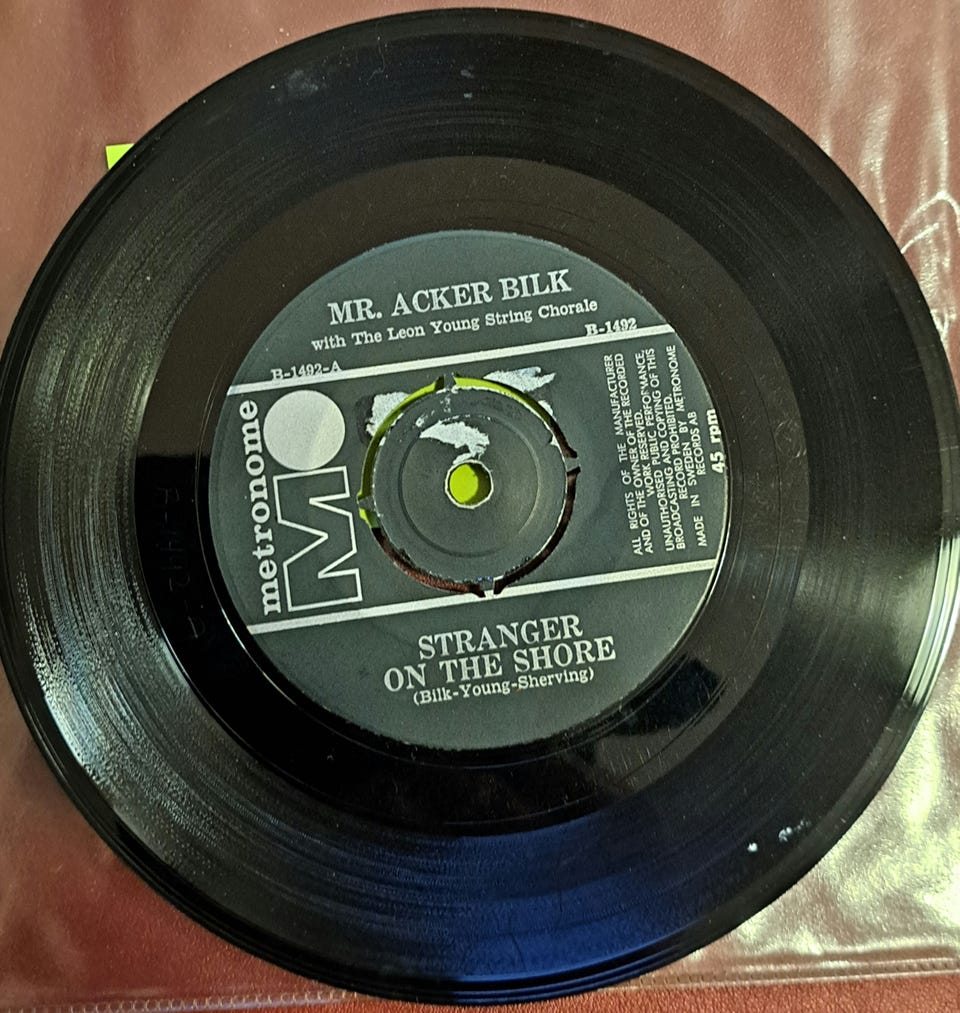 MR. ACKER BILK
with The Leon Young String Chorale
B-1492
B-1492-A
metronome
M
ALL RIGHTS OF THE MANUFACTURER
AND OF THE OWNER OF THE RECORDED
WORK RESERVED.
UNAUTHORISED PUBLIC PERFORMANCE,
BROADCASTING AND COPYING OF THIS
RECORD PROHIBITED.
MADE IN SWEDEN BY METRONOME
RECORDS AB
45 rpm
STRANGER
ON THE SHORE
(Bilk-Young-Sherving)